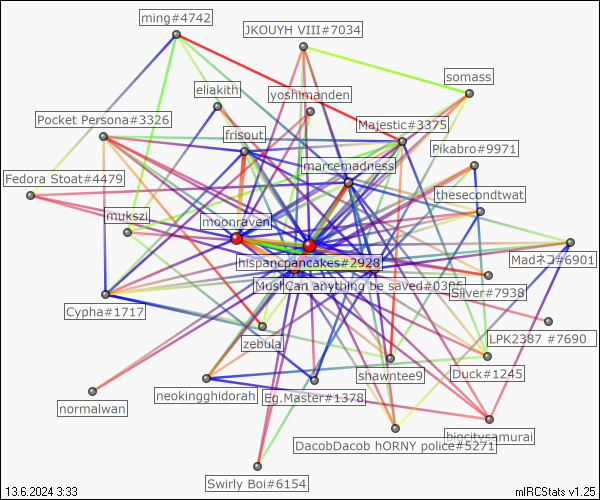 ming#4742
JKOUYH VIII#7034
somass
eliakith
yoshimanden
Pocket Persona#3326
Majestic#3375
frisout
Pikabro#9971
marcemadness
Fedora Stoat#4479
thesecondtwat
mukszi
moonraven
hispancpancakes#2928
Madネコ#6901
Can anything be saved#0386
Silver#7938
Cypha#1717
LPK2387 #7690
zebula
shawntee9
Duck#1245
neokingghidorah
Eg.Master#1378
normalwan
bigcitysamurai
DacobDacob hORNY police#5271
Swirly Boi#6154
13.6.2024 3:33
mIRCStats v1.25